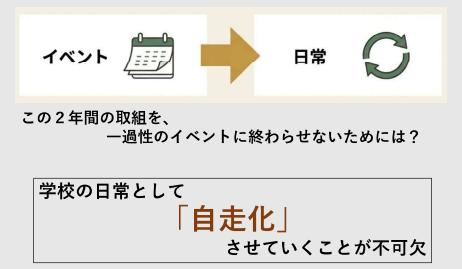 イベント
日常
この２年間の取組を、
一過性のイベントに終わらせないためには？
学校の日常として
「自走化」
させていくことが不可欠